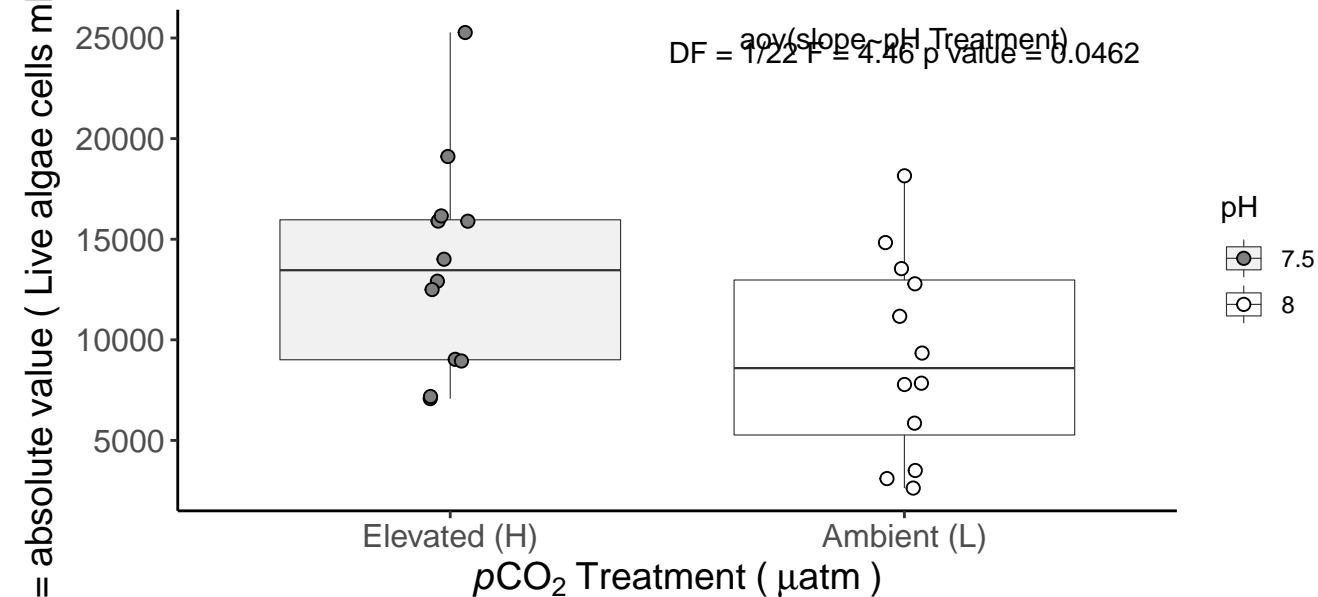 = absolute value ( Live algae cells m
25000
20000
15000
10000
5000
aov(slope~pH Treatment)
DF = 1/22 F = 4.46 p value = 0.0462
Elevated (H)
Ambient (L)
pCO₂ Treatment ( μatm )
pH
7.5
8